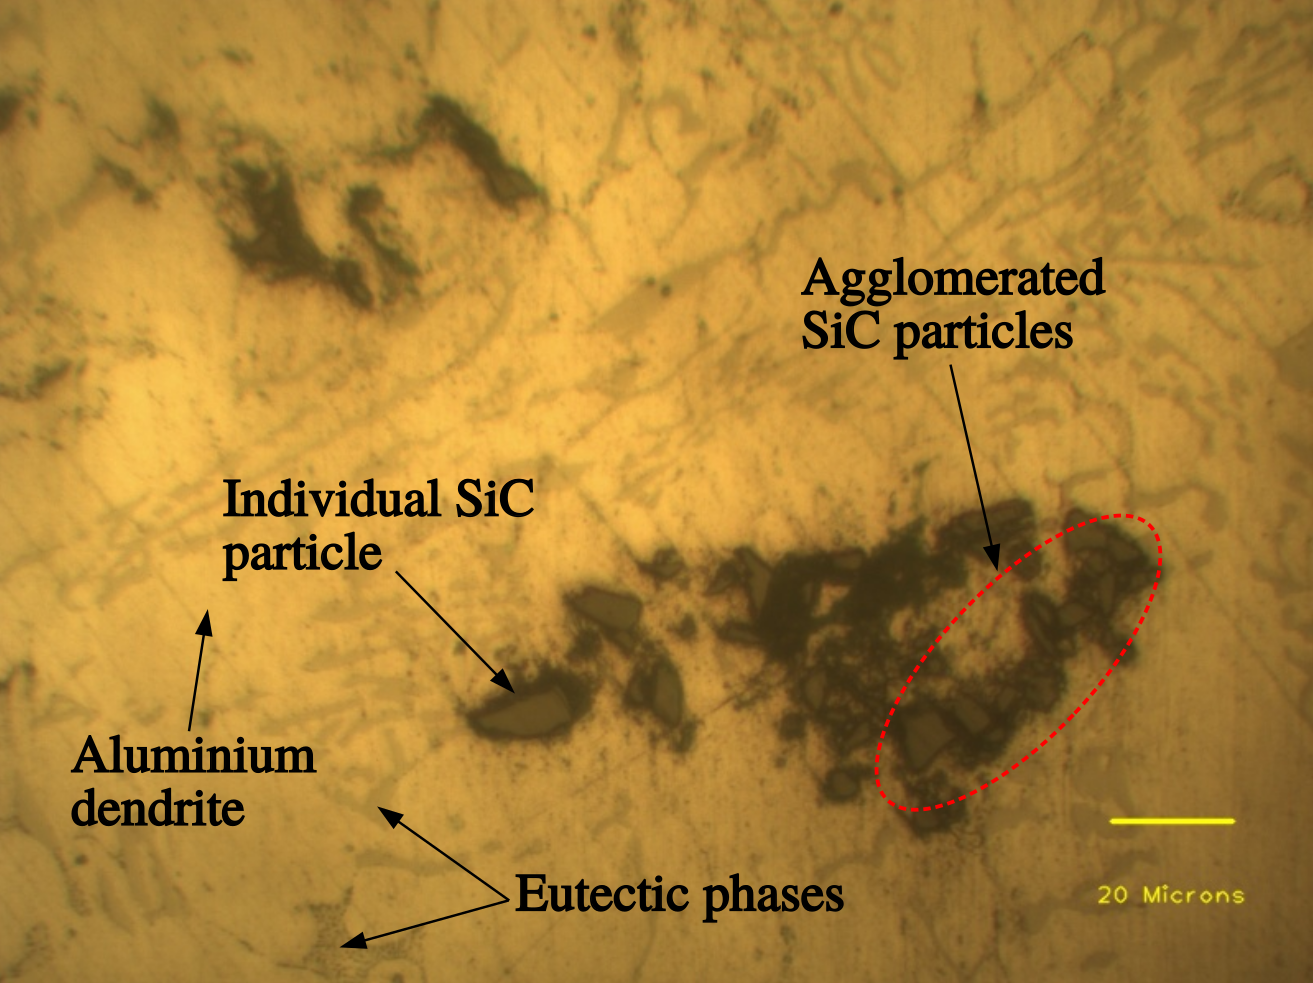 Agglomerated
SiC particles
Individual SiC
particle
Aluminium
dendrite
Eutectic phases
20 Microns